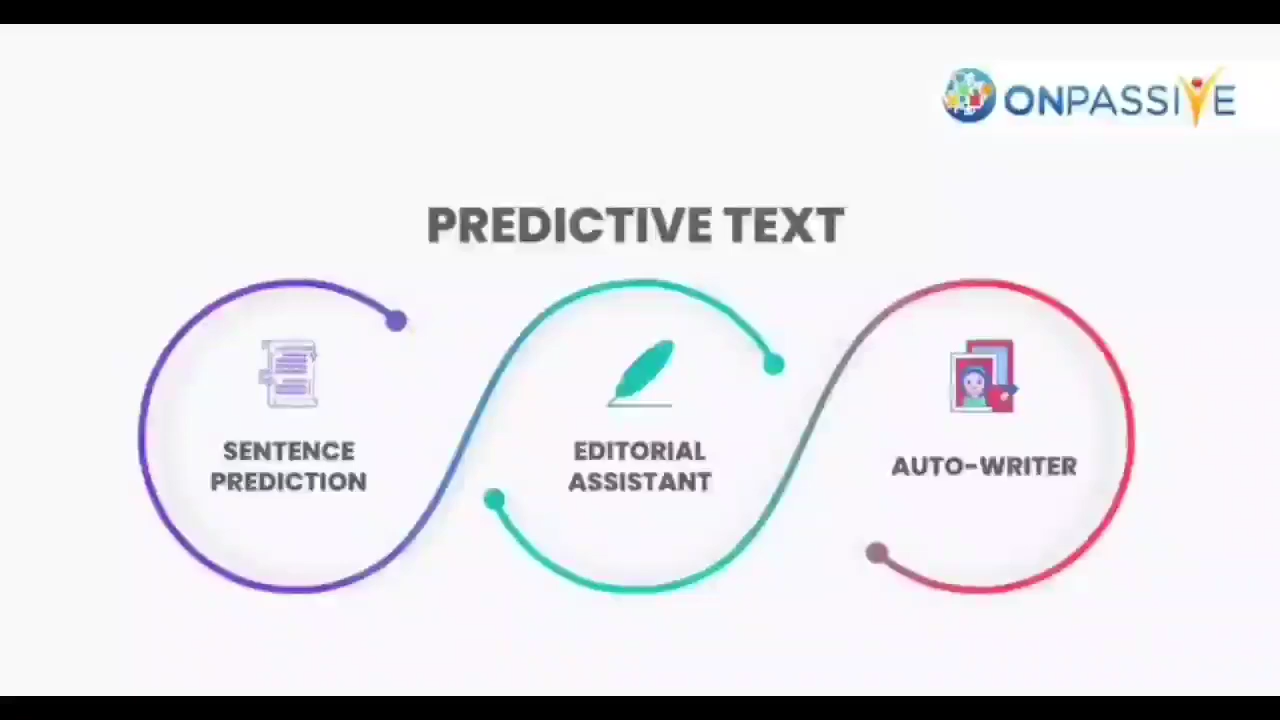 ONPASSIVE
PREDICTIVE TEXT
SENTENCE
PREDICTION
EDITORIAL
ASSISTANT
AUTO-WRITER